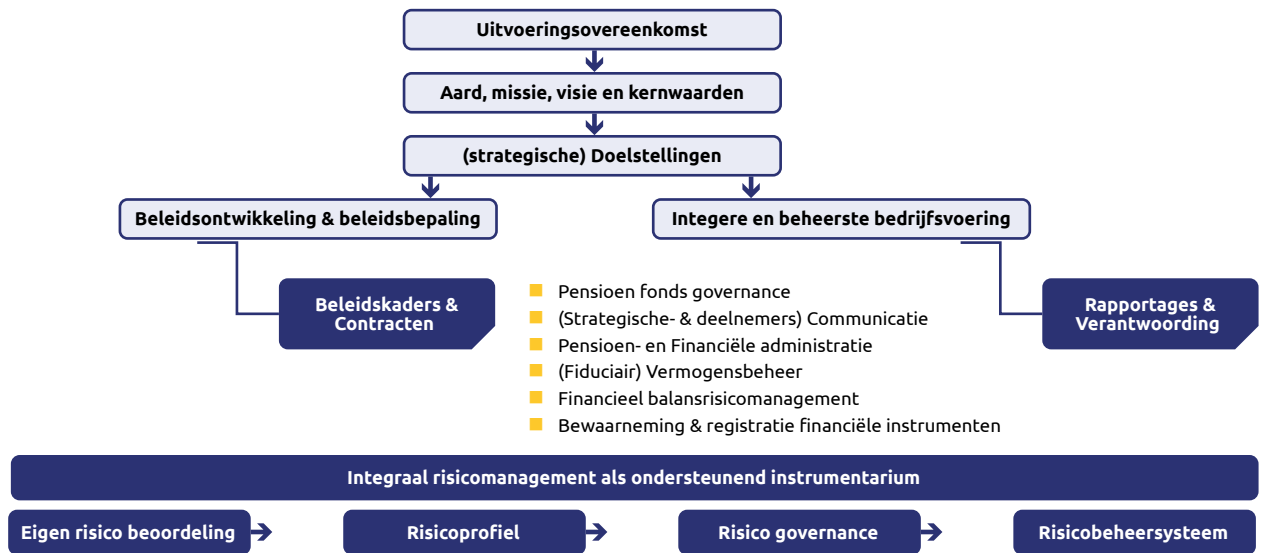 Uitvoeringsovereenkomst
Aard, missie, visie en kernwaarden
(strategische) Doelstellingen
Beleidsontwikkeling & beleidsbepaling
Integere en beheerste bedrijfsvoering
Beleidskaders &
Contracten
Pensioen fonds governance
(Strategische- & deelnemers) Communicatie
Pensioen- en Financiële administratie
(Fiduciair) Vermogensbeheer
Financieel balansrisicomanagement
Bewaarneming & registratie financiële instrumenten
Rapportages &
Verantwoording
Integraal risicomanagement als ondersteunend instrumentarium
Eigen risico beoordeling
Risicoprofiel
Risico governance
Risicobeheersysteem